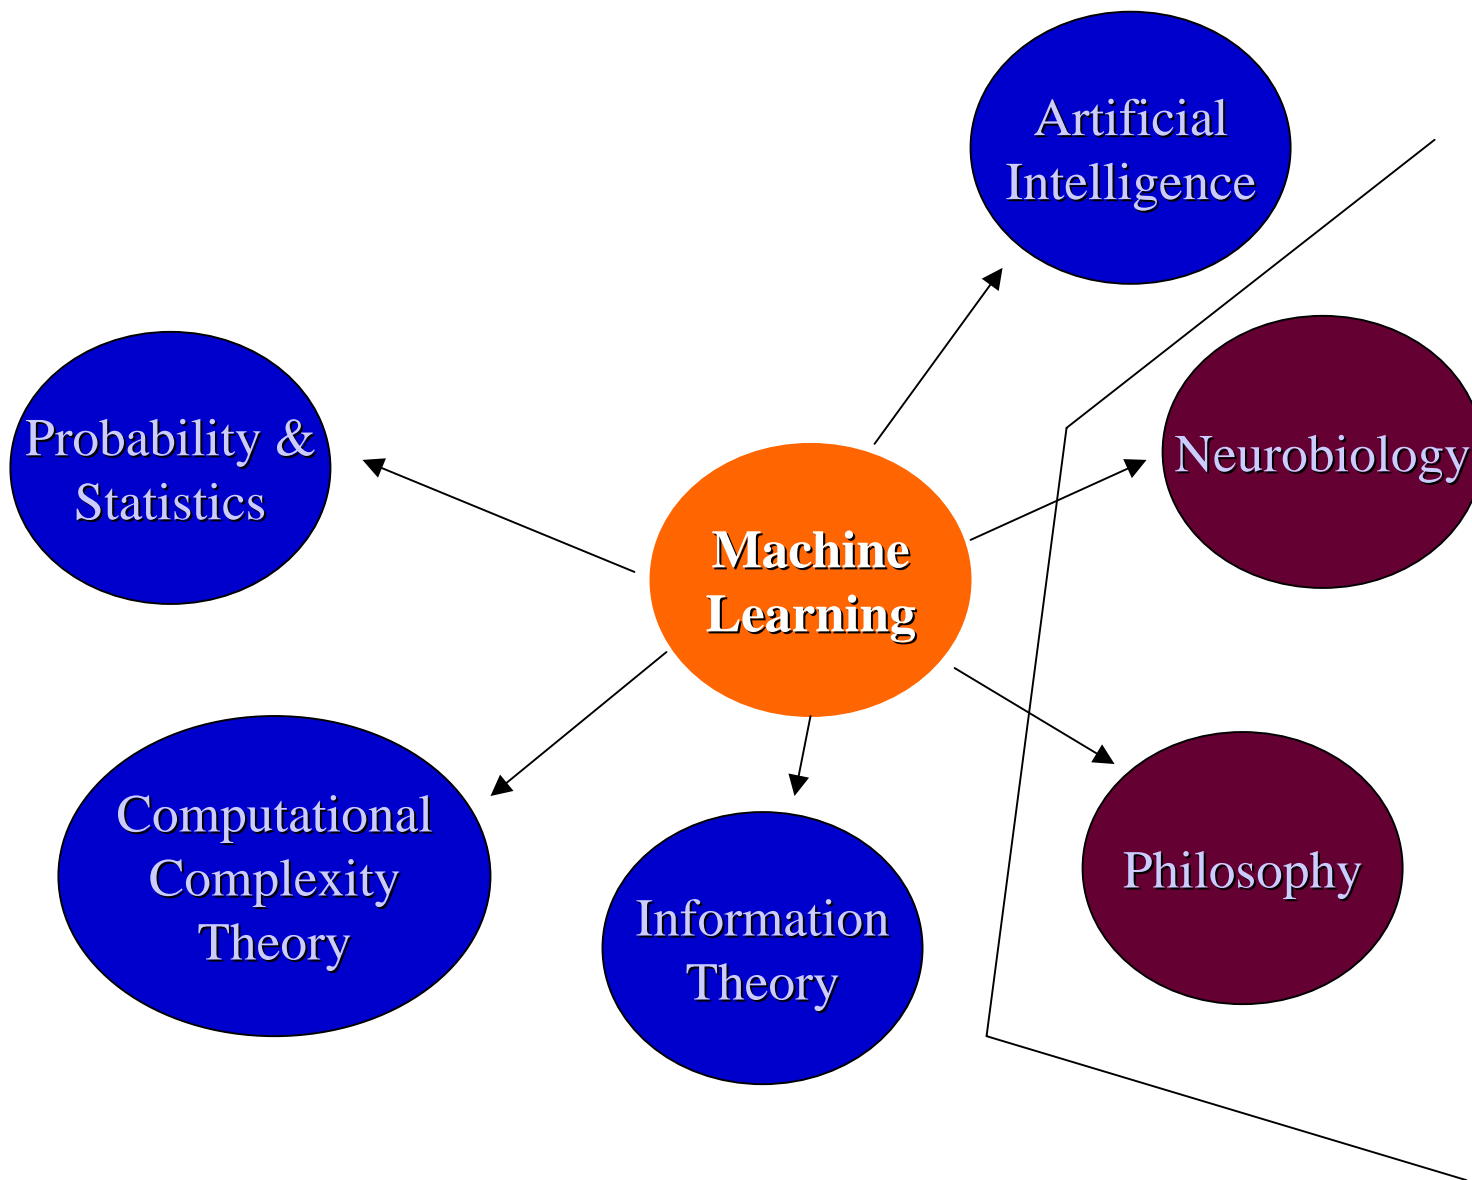 Artificial
Intelligence
Probability &
Statistics
Neurobiology
Machine
Learning
Computational
Complexity
Theory
Information
Theory
Philosophy